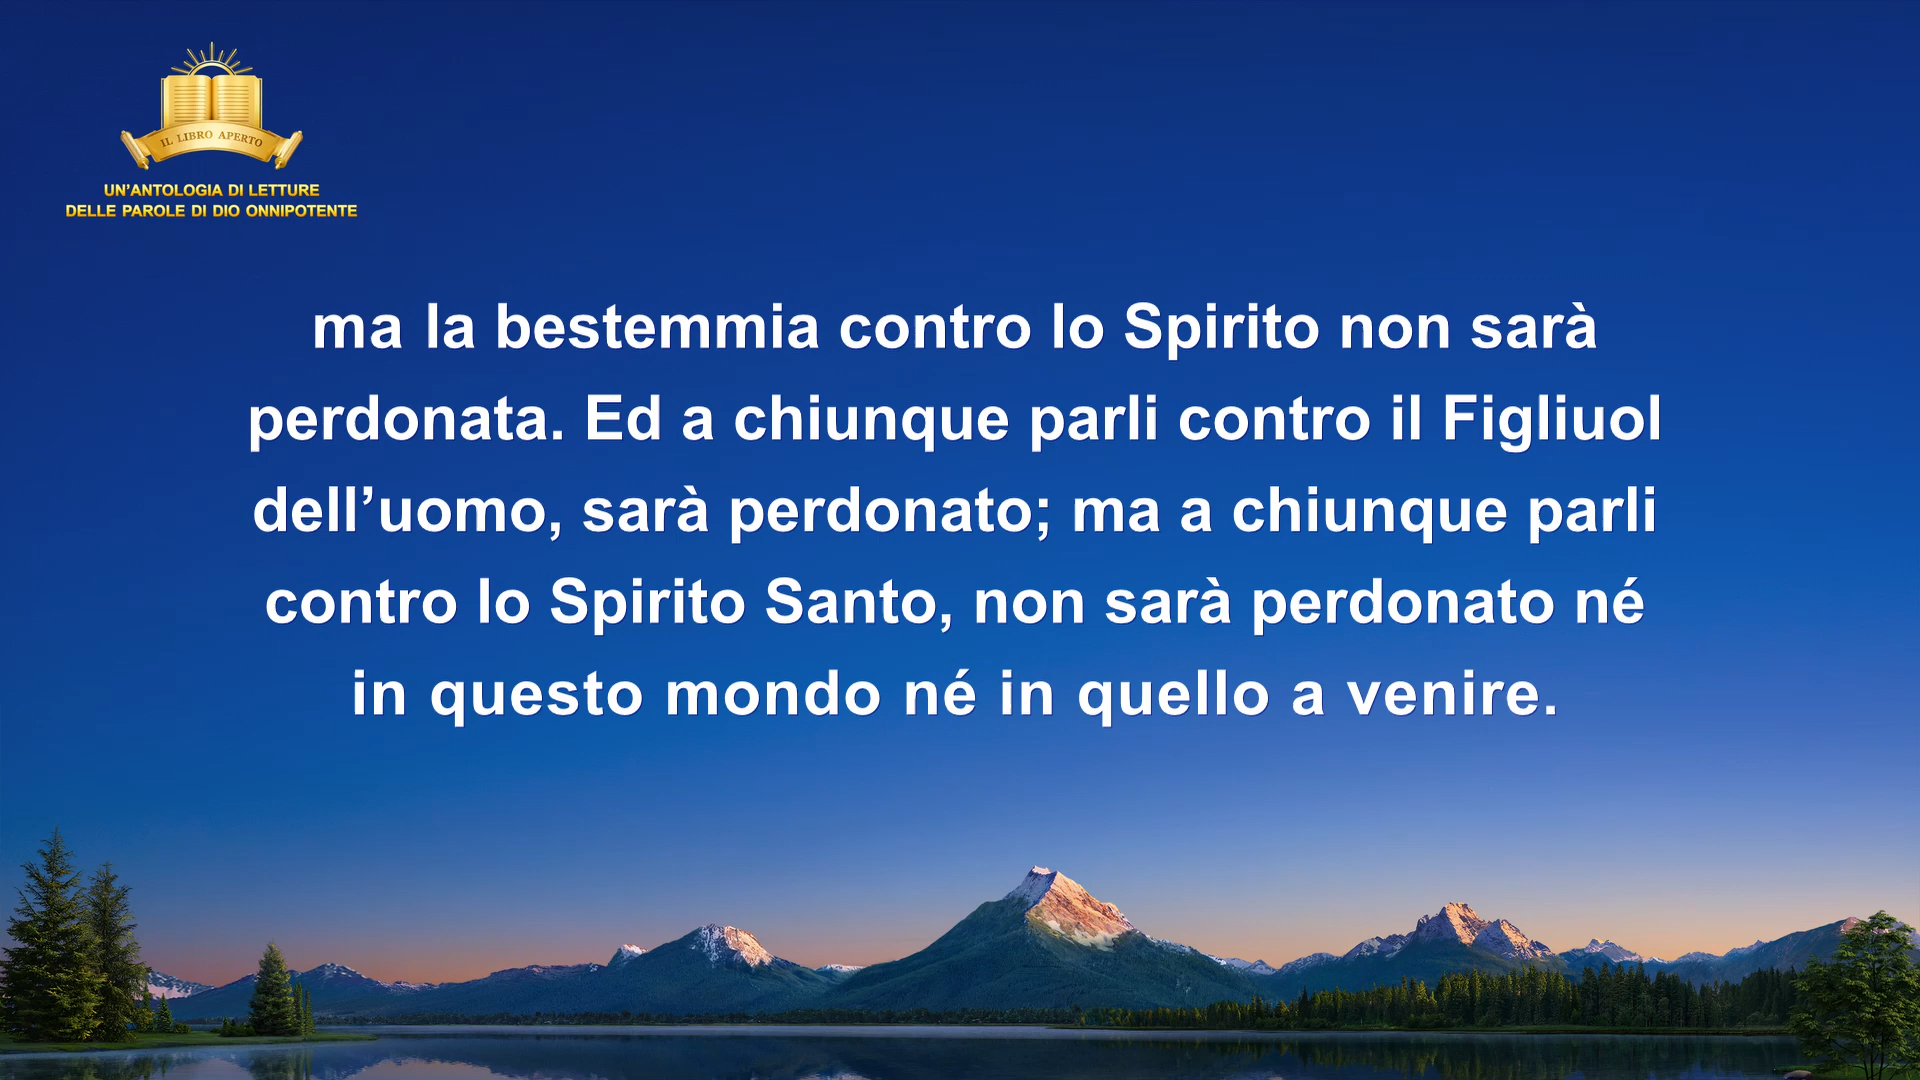 IL LIBRO APERTO
UN’ANTOLOGIA DI LETTURE
DELLE PAROLE DI DIO ONNIPOTENTE
ma la bestemmia contro lo Spirito non sarà
perdonata. Ed a chiunque parli contro il Figliuol
dell’uomo, sarà perdonato; ma a chiunque parli
contro lo Spirito Santo, non sarà perdonato né
in questo mondo né in quello a venire.